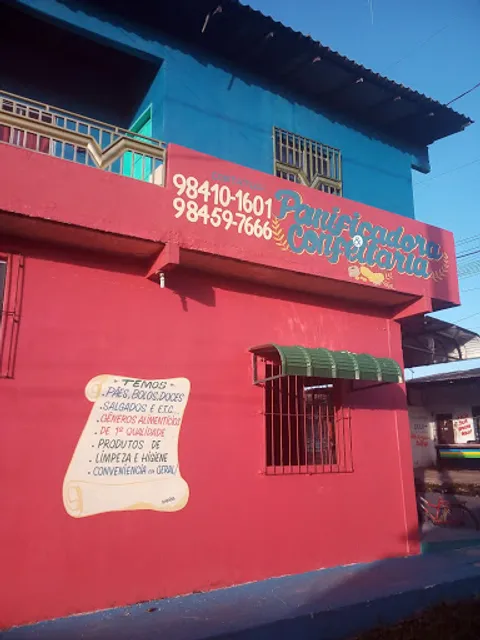 98410-1601
98459-7666
Panificadora
&
Confeitaria
- TEMOS -
- PÃES, BOLOS, DOCES
- SALGADOS E ETC...
- GÊNEROS ALIMENTÍCIOS
DE 1ª QUALIDADE
- PRODUTOS DE
LIMPEZA E HIGIENE
- CONVENIÊNCIA EM GERAL